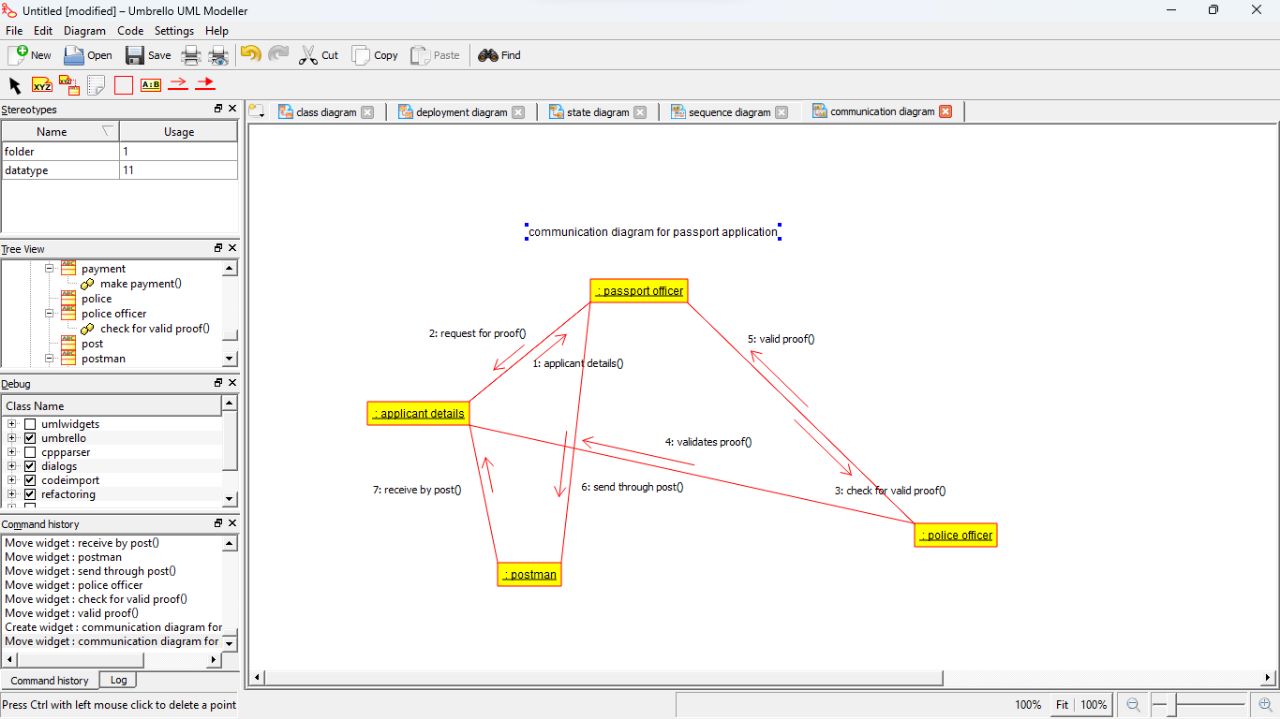 Untitled [modified] – Umbrello UML Modeller
File Edit Diagram Code Settings Help
New Open Save Cut Copy Paste Find
XYZ A:B
Stereotypes
Name Usage
folder 1
datatype 11
Tree View
payment
make payment()
police
police officer
check for valid proof()
post
postman
Debug
Class Name
umlwidgets
umbrello
cppparser
dialogs
codeimport
refactoring
Command history
Move widget : receive by post()
Move widget : postman
Move widget : send through post()
Move widget : police officer
Move widget : check for valid proof()
Move widget : valid proof()
Create widget : communication diagram for
Move widget : communication diagram for
Command history Log
Press Ctrl with left mouse click to delete a point
class diagram deployment diagram state diagram sequence diagram communication diagram
communication diagram for passport application
: passport officer
2: request for proof()
5: valid proof()
1: applicant details()
: applicant details
4: validates proof()
7: receive by post()
6: send through post()
3: check for valid proof()
: police officer
: postman
100% Fit 100%